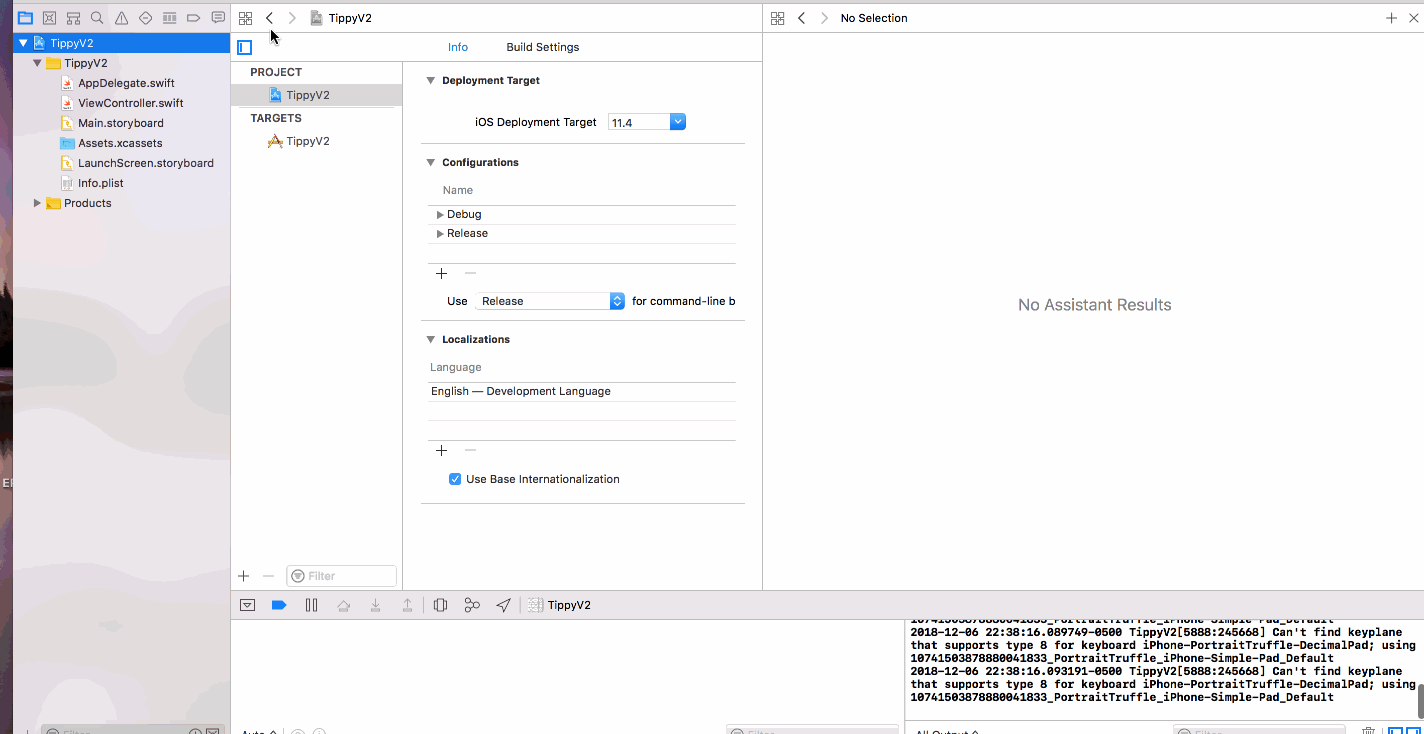 TippyV2
No Selection
TippyV2
TippyV2
AppDelegate.swift
ViewController.swift
Main.storyboard
Assets.xcassets
LaunchScreen.storyboard
Info.plist
Products
Info
Build Settings
PROJECT
TippyV2
TARGETS
TippyV2
Filter
Deployment Target
iOS Deployment Target
11.4
Configurations
Name
Debug
Release
Use
Release
for command-line b
Localizations
Language
English — Development Language
Use Base Internationalization
No Assistant Results
TippyV2
10741503878880041833_PortraitTruffle_iPhone-Simple-Pad_Default
2018-12-06 22:38:16.089749-0500 TippyV2[5888:245668] Can't find keyplane
that supports type 8 for keyboard iPhone-PortraitTruffle-DecimalPad; using
10741503878880041833_PortraitTruffle_iPhone-Simple-Pad_Default
2018-12-06 22:38:16.093191-0500 TippyV2[5888:245668] Can't find keyplane
that supports type 8 for keyboard iPhone-PortraitTruffle-DecimalPad; using
10741503878880041833_PortraitTruffle_iPhone-Simple-Pad_Default
Filter
Auto
Filter
All Output
Filter